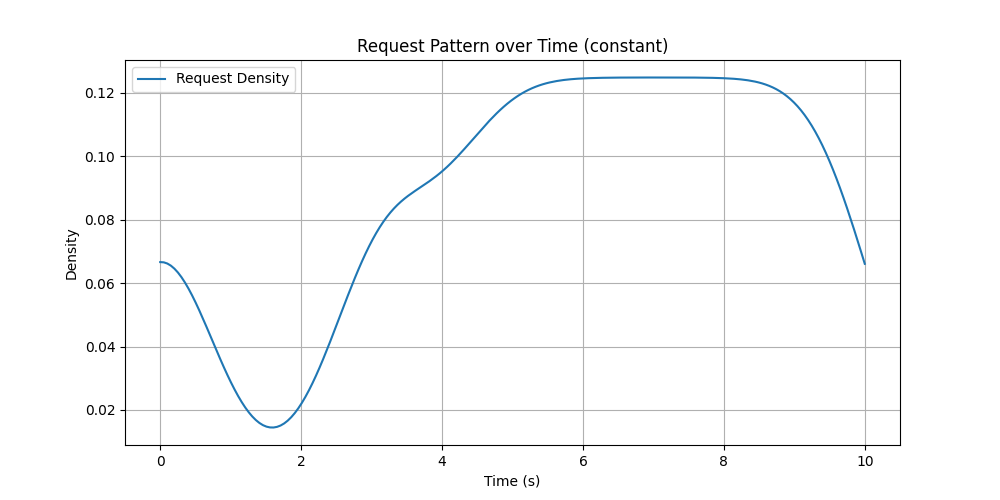 Request Pattern over Time (constant)
Request Density
Density
0.12
0.10
0.08
0.06
0.04
0.02
0 2 4 6 8 10
Time (s)